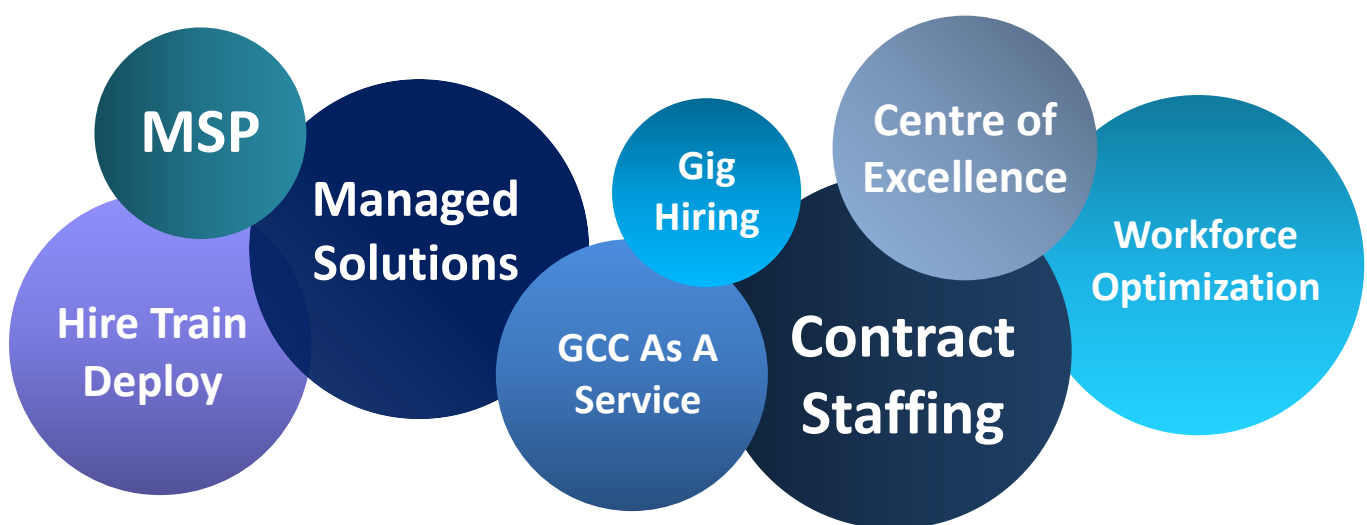 MSP
Hire Train
Deploy
Managed
Solutions
Gig
Hiring
GCC As A
Service
Centre of
Excellence
Contract
Staffing
Workforce
Optimization